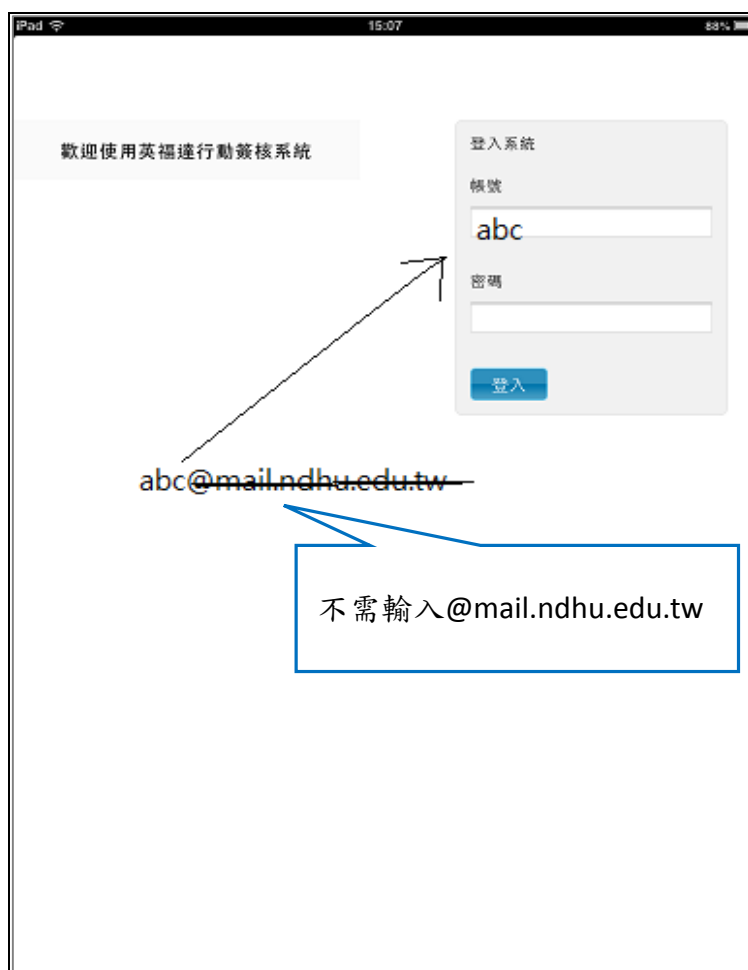 iPad 15:07 88%
歡迎使用英福達行動簽核系統
登入系統
帳號
abc
密碼
登入
abc@mail.ndhu.edu.tw
不需輸入@mail.ndhu.edu.tw